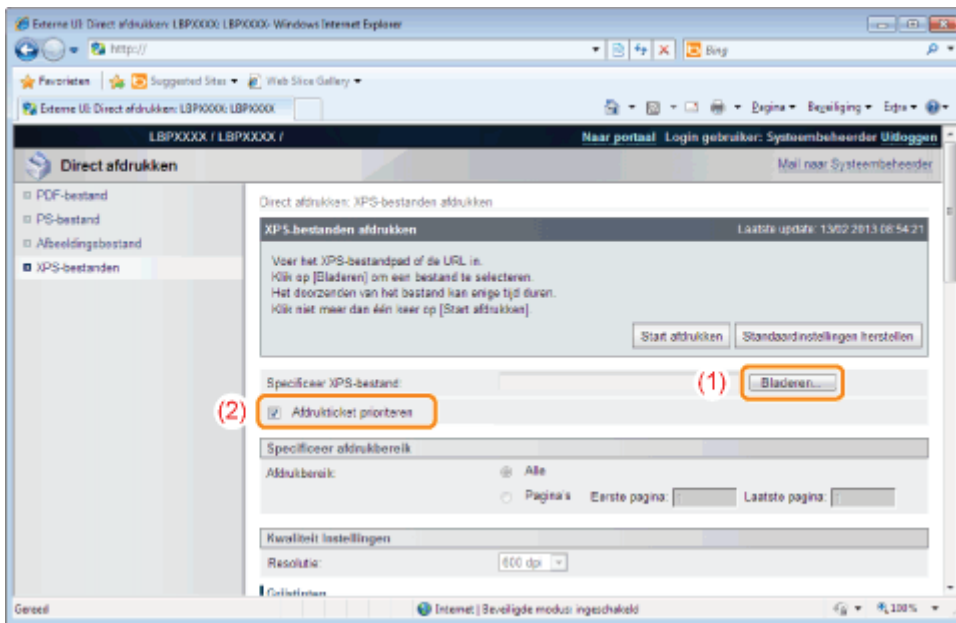 Externe UI: Direct afdrukken: LBPXXXX: LBPXXXX- Windows Internet Explorer
http://
Bing
Favorieten Suggested Sites Web Slice Gallery
Externe UI: Direct afdrukken: LBPXXXX: LBPXXXX
Pagina Beveiliging Extra
LBPXXXX / LBPXXXX /
Naar portaal Login gebruiker: Systeembeheerder Uitloggen
Direct afdrukken
Mail naar Systeembeheerder
PDF-bestand
PS-bestand
Afbeeldingsbestand
XPS-bestanden
Direct afdrukken: XPS-bestanden afdrukken
XPS-bestanden afdrukken
Laatste update: 13/02 2013 08:54:21
Voer het XPS-bestandpad of de URL in.
Klik op [Bladeren] om een bestand te selecteren.
Het doorzenden van het bestand kan enige tijd duren.
Klik niet meer dan één keer op [Start afdrukken].
Start afdrukken
Standaardinstellingen herstellen
Specificeer XPS-bestand:
(1)
Bladeren...
(2)
Afdrukticket prioriteren
Specificeer afdrukbereik
Afdrukbereik:
Alle
Pagina's Eerste pagina: Laatste pagina:
Kwaliteit Instellingen
Resolutie:
600 dpi
Grijstinten
Gereed
Internet | Beveiligde modus: ingeschakeld
100%